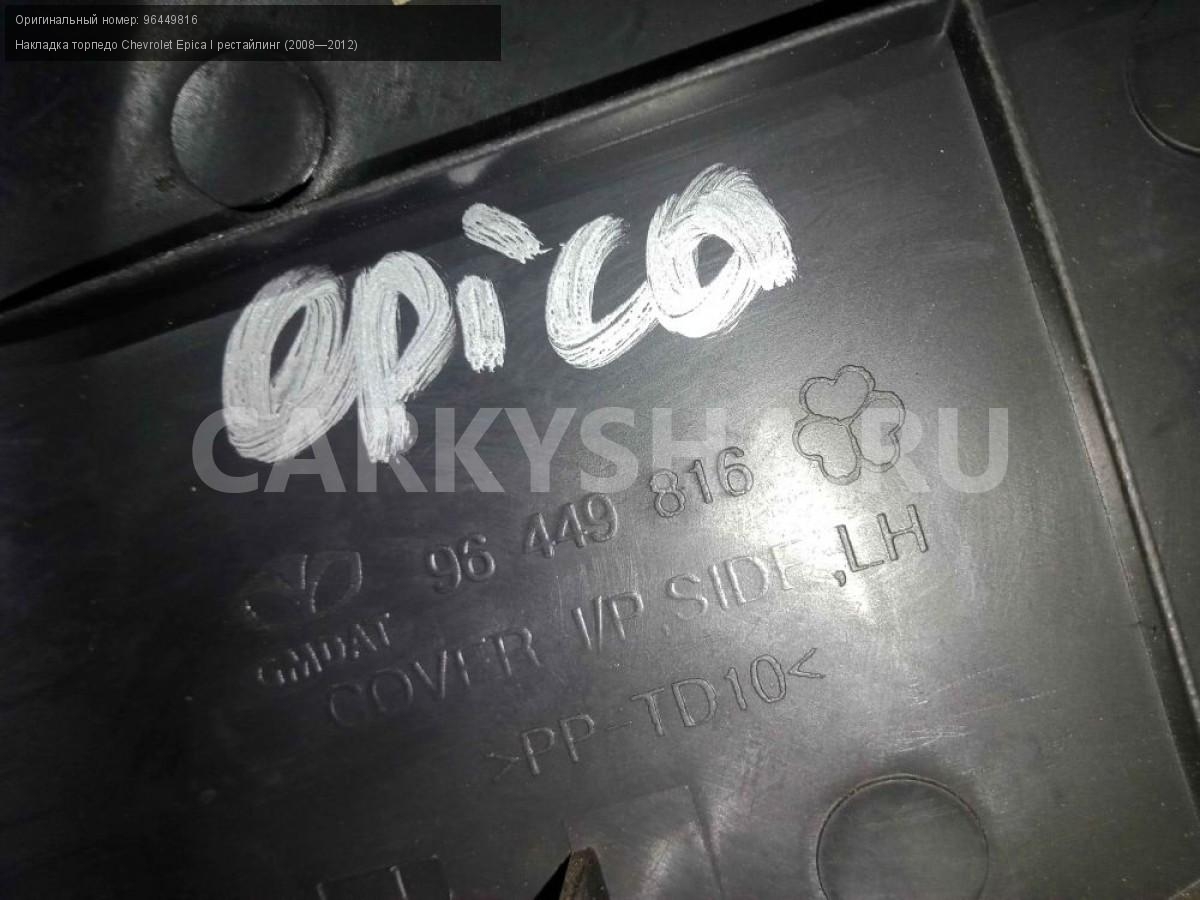 Оригинальный номер: 96449816
Накладка торпедо Chevrolet Epica I рестайлинг (2008—2012)
epica
CARKYSHA.RU
96 449 816
GMDAT
COVER I/P,SIDE,LH
>PP-TD10<